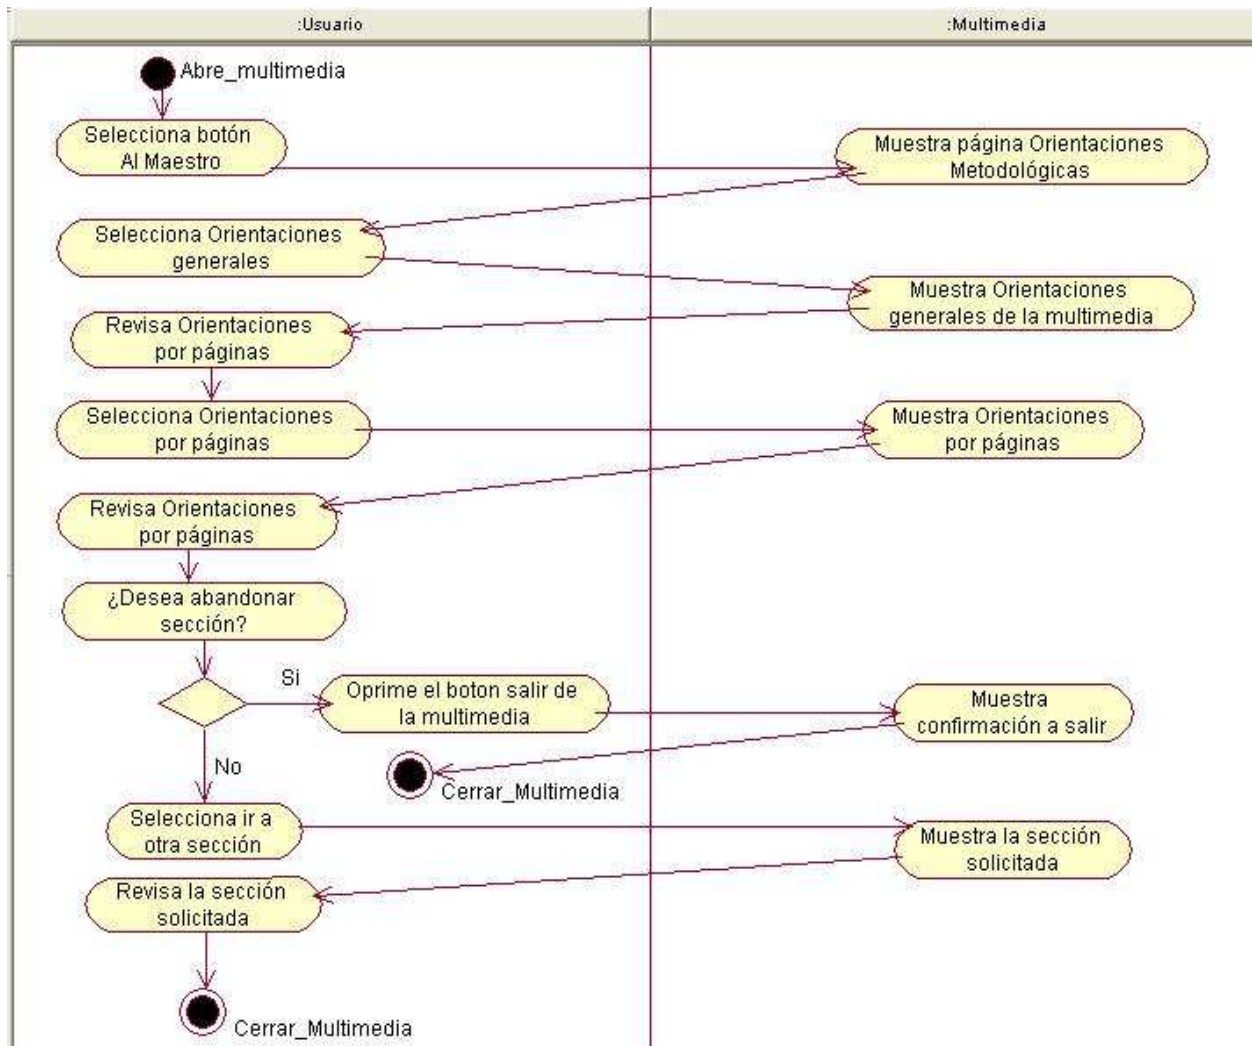 :Usuario
:Multimedia
Abre_multimedia
Selecciona botón
Al Maestro
Muestra página Orientaciones
Metodológicas
Selecciona Orientaciones
generales
Muestra Orientaciones
generales de la multimedia
Revisa Orientaciones
por páginas
Selecciona Orientaciones
por páginas
Muestra Orientaciones
por páginas
Revisa Orientaciones
por páginas
¿Desea abandonar
sección?
Si
Oprime el boton salir de
la multimedia
Muestra
confirmación a salir
No
Cerrar_Multimedia
Selecciona ir a
otra sección
Muestra la sección
solicitada
Revisa la sección
solicitada
Cerrar_Multimedia